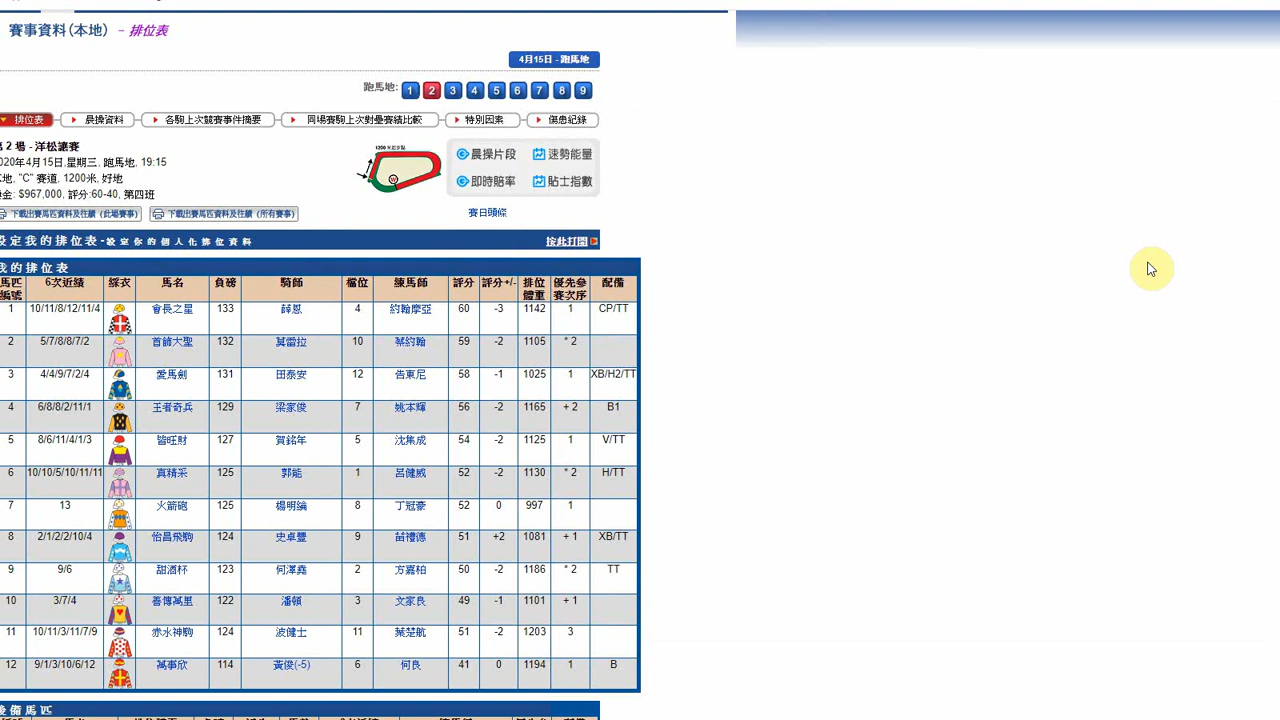 賽事資料(本地) - 排位表
4月15日 - 跑馬地
跑馬地: 1 2 3 4 5 6 7 8 9
排位表 晨操資料 各駒上次競賽事件摘要 同場賽駒上次對壘賽績比較 特別因素 傷患紀錄
第 2 場 - 洋松讓賽
2020年4月15日,星期三, 跑馬地, 19:15
地, "C" 賽道, 1200米, 好地
金: $967,000, 評分:60-40, 第四班
晨操片段 速勢能量
即時賠率 貼士指數
下載出賽馬匹資料及往績 (此場賽事) 下載出賽馬匹資料及往績 (所有賽事)
賽日頭條
設定我的排位表-設定你的個人化排位資料 按此打開
我的排位表
馬匹編號 6次近績 綵衣 馬名 負磅 騎師 檔位 練馬師 評分 評分+/- 排位體重 優先參賽次序 配備
1 10/11/8/12/11/4 會長之星 133 薛恩 4 約翰摩亞 60 -3 1142 1 CP/TT
2 5/7/8/8/7/2 首飾大聖 132 莫雷拉 10 蔡約翰 59 -2 1105 * 2
3 4/4/9/7/2/4 愛馬劍 131 田泰安 12 告東尼 58 -1 1025 1 XB/H2/TT
4 6/8/8/2/11/1 王者奇兵 129 梁家俊 7 姚本輝 56 -2 1165 + 2 B1
5 8/6/11/4/1/3 皆旺財 127 賀銘年 5 沈集成 54 -2 1125 1 V/TT
6 10/10/5/10/11/11 真精采 125 郭能 1 呂健威 52 -2 1130 * 2 H/TT
7 13 火箭砲 125 楊明綸 8 丁冠豪 52 0 997 1
8 2/1/2/2/10/4 怡昌飛駒 124 史卓豐 9 苗禮德 51 +2 1081 + 1 XB/TT
9 9/6 甜酒杯 123 何澤堯 2 方嘉柏 50 -2 1186 * 2 TT
10 3/7/4 善傳萬里 122 潘頓 3 文家良 49 -1 1101 + 1
11 10/11/3/11/7/9 赤水神駒 124 波健士 11 葉楚航 51 -2 1203 3
12 9/1/3/10/6/12 萬事欣 114 黃俊(-5) 6 何良 41 0 1194 1 B
後備馬匹